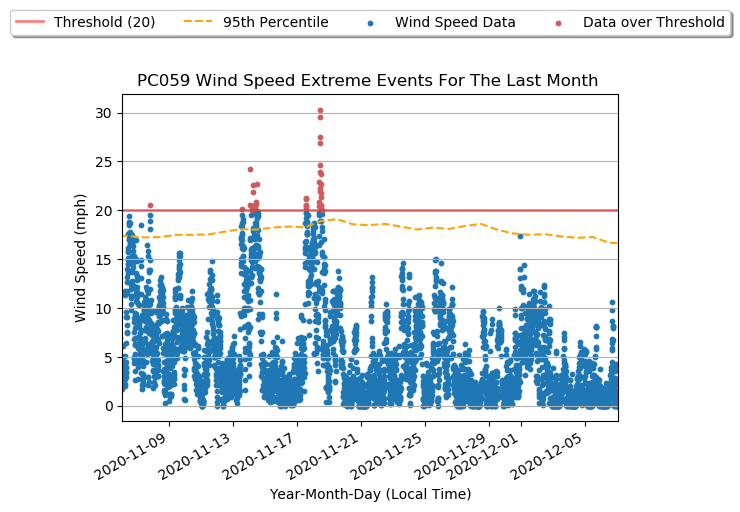 Threshold (20) 95th Percentile Wind Speed Data Data over Threshold
PC059 Wind Speed Extreme Events For The Last Month
Wind Speed (mph)
30
25
20
15
10
5
0
2020-11-09 2020-11-13 2020-11-17 2020-11-21 2020-11-25 2020-11-29 2020-12-01 2020-12-05
Year-Month-Day (Local Time)